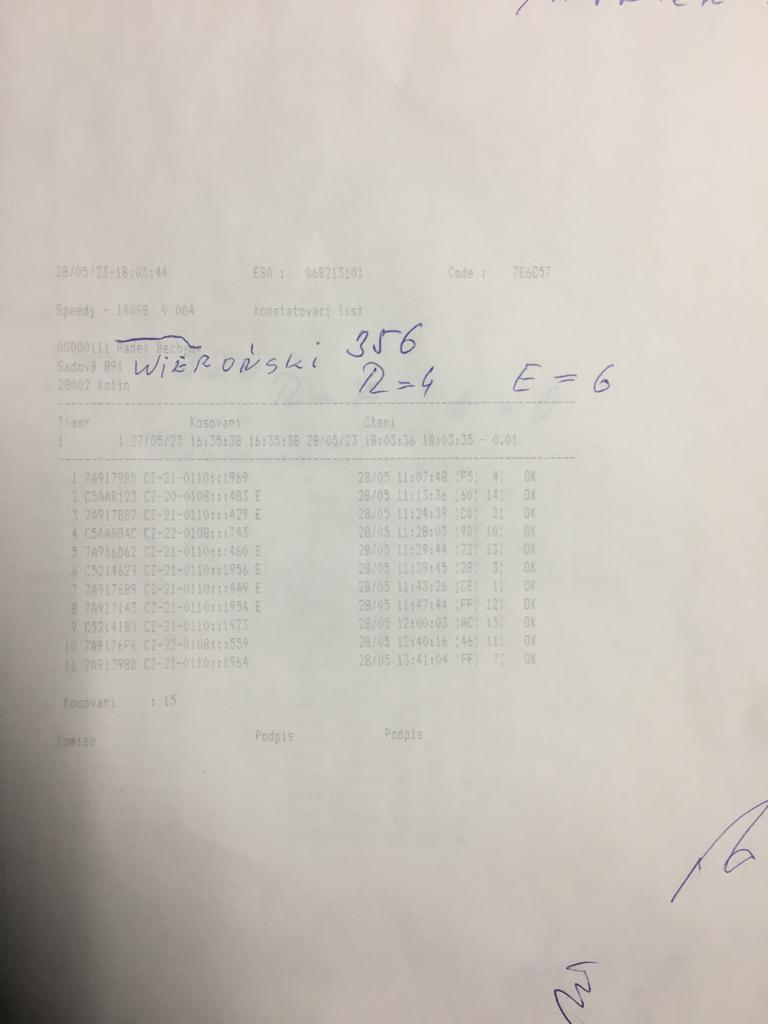 28/05/23-18:03:44 ESA : 06B213101 Code : 7E6C57
Speedy - 14098 V 004 Konstatovaci list
00000111 Radek
WIEROŃSKI 356
Sadov8 891
28002 Kolin R=4 E = 6
Timer Kosovani Cteni
1 1 27/05/23 16:35:38 16:35:38 28/05/23 18:03:36 18:03:35 - 0.01
1 7A9179B5 CZ-21-0110:::1969 28/05 11:07:48 ¦F5¦ 4¦ OK
2 C5AAB123 CZ-20-0108:::483 E 28/05 11:13:36 ¦60¦ 14¦ OK
3 7A9178D7 CZ-21-0110:::429 E 28/05 11:24:39 ¦C0¦ 2¦ OK
4 C5AAB84C CZ-22-0108:::743 28/05 11:28:03 ¦9D¦ 10¦ OK
5 7A916D62 CZ-21-0110:::460 E 28/05 11:29:44 ¦72¦ 13¦ OK
6 C5214629 CZ-21-0110:::1956 E 28/05 11:39:45 ¦28¦ 3¦ OK
7 7A9176B9 CZ-21-0110:::449 E 28/05 11:43:26 ¦CE¦ 1¦ OK
8 7A917143 CZ-21-0110:::1954 E 28/05 11:47:44 ¦FF¦ 12¦ OK
9 C52141B3 CZ-21-0110:::1973 28/05 12:00:03 ¦AC¦ 15¦ OK
10 7A9176F6 CZ-22-0108:::559 28/05 12:40:16 ¦46¦ 11¦ OK
11 7A91798D CZ-21-0110:::1964 28/05 13:41:04 ¦FF¦ 7¦ OK
Kosovani : 15
Komise Podpis Podpis